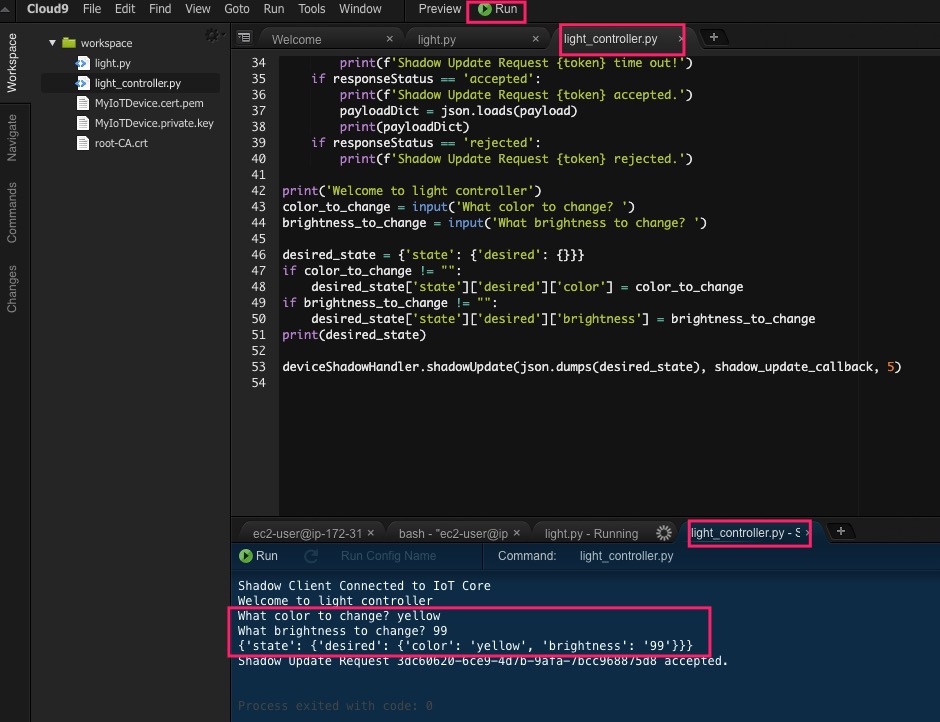 Cloud9 File Edit Find View Goto Run Tools Window Preview Run
Workspace
Navigate
Commands
Changes
workspace
light.py
light_controller.py
MyIoTDevice.cert.pem
MyIoTDevice.private.key
root-CA.crt
Welcome × light.py × light_controller.py × +
34 print(f'Shadow Update Request {token} time out!')
35 if responseStatus == 'accepted':
36 print(f'Shadow Update Request {token} accepted.')
37 payloadDict = json.loads(payload)
38 print(payloadDict)
39 if responseStatus == 'rejected':
40 print(f'Shadow Update Request {token} rejected.')
41
42 print('Welcome to light controller')
43 color_to_change = input('What color to change? ')
44 brightness_to_change = input('What brightness to change? ')
45
46 desired_state = {'state': {'desired': {}}}
47 if color_to_change != "":
48 desired_state['state']['desired']['color'] = color_to_change
49 if brightness_to_change != "":
50 desired_state['state']['desired']['brightness'] = brightness_to_change
51 print(desired_state)
52
53 deviceShadowHandler.shadowUpdate(json.dumps(desired_state), shadow_update_callback, 5)
54
ec2-user@ip-172-31 × bash - "ec2-user@ip × light.py - Running light_controller.py - S × +
Run Run Config Name Command: light_controller.py
Shadow Client Connected to IoT Core
Welcome to light controller
What color to change? yellow
What brightness to change? 99
{'state': {'desired': {'color': 'yellow', 'brightness': '99'}}}
Shadow Update Request 3dc60620-6ce9-4d7b-9afa-7bcc968875d8 accepted.
Process exited with code: 0